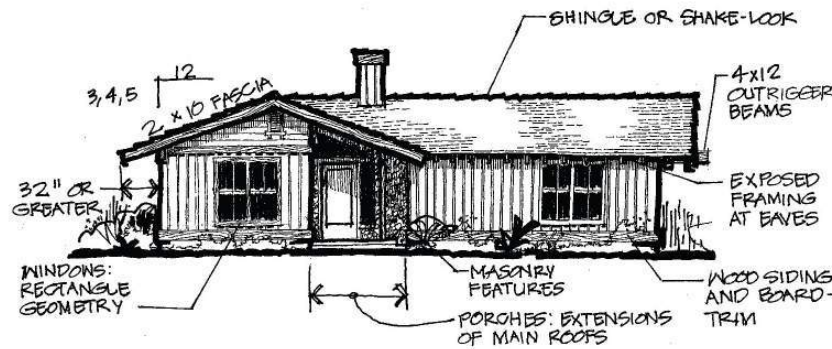 SHINGLE OR SHAKE-LOOK
12
3,4,5
2 x 10 FASCIA
4x12
OUTRIGGER
BEAMS
32" OR
GREATER
EXPOSED
FRAMING
AT EAVES
WINDOWS:
RECTANGLE
GEOMETRY
MASONRY
FEATURES
WOOD SIDING
AND BOARD-
TRIM
PORCHES: EXTENSIONS
OF MAIN ROOFS